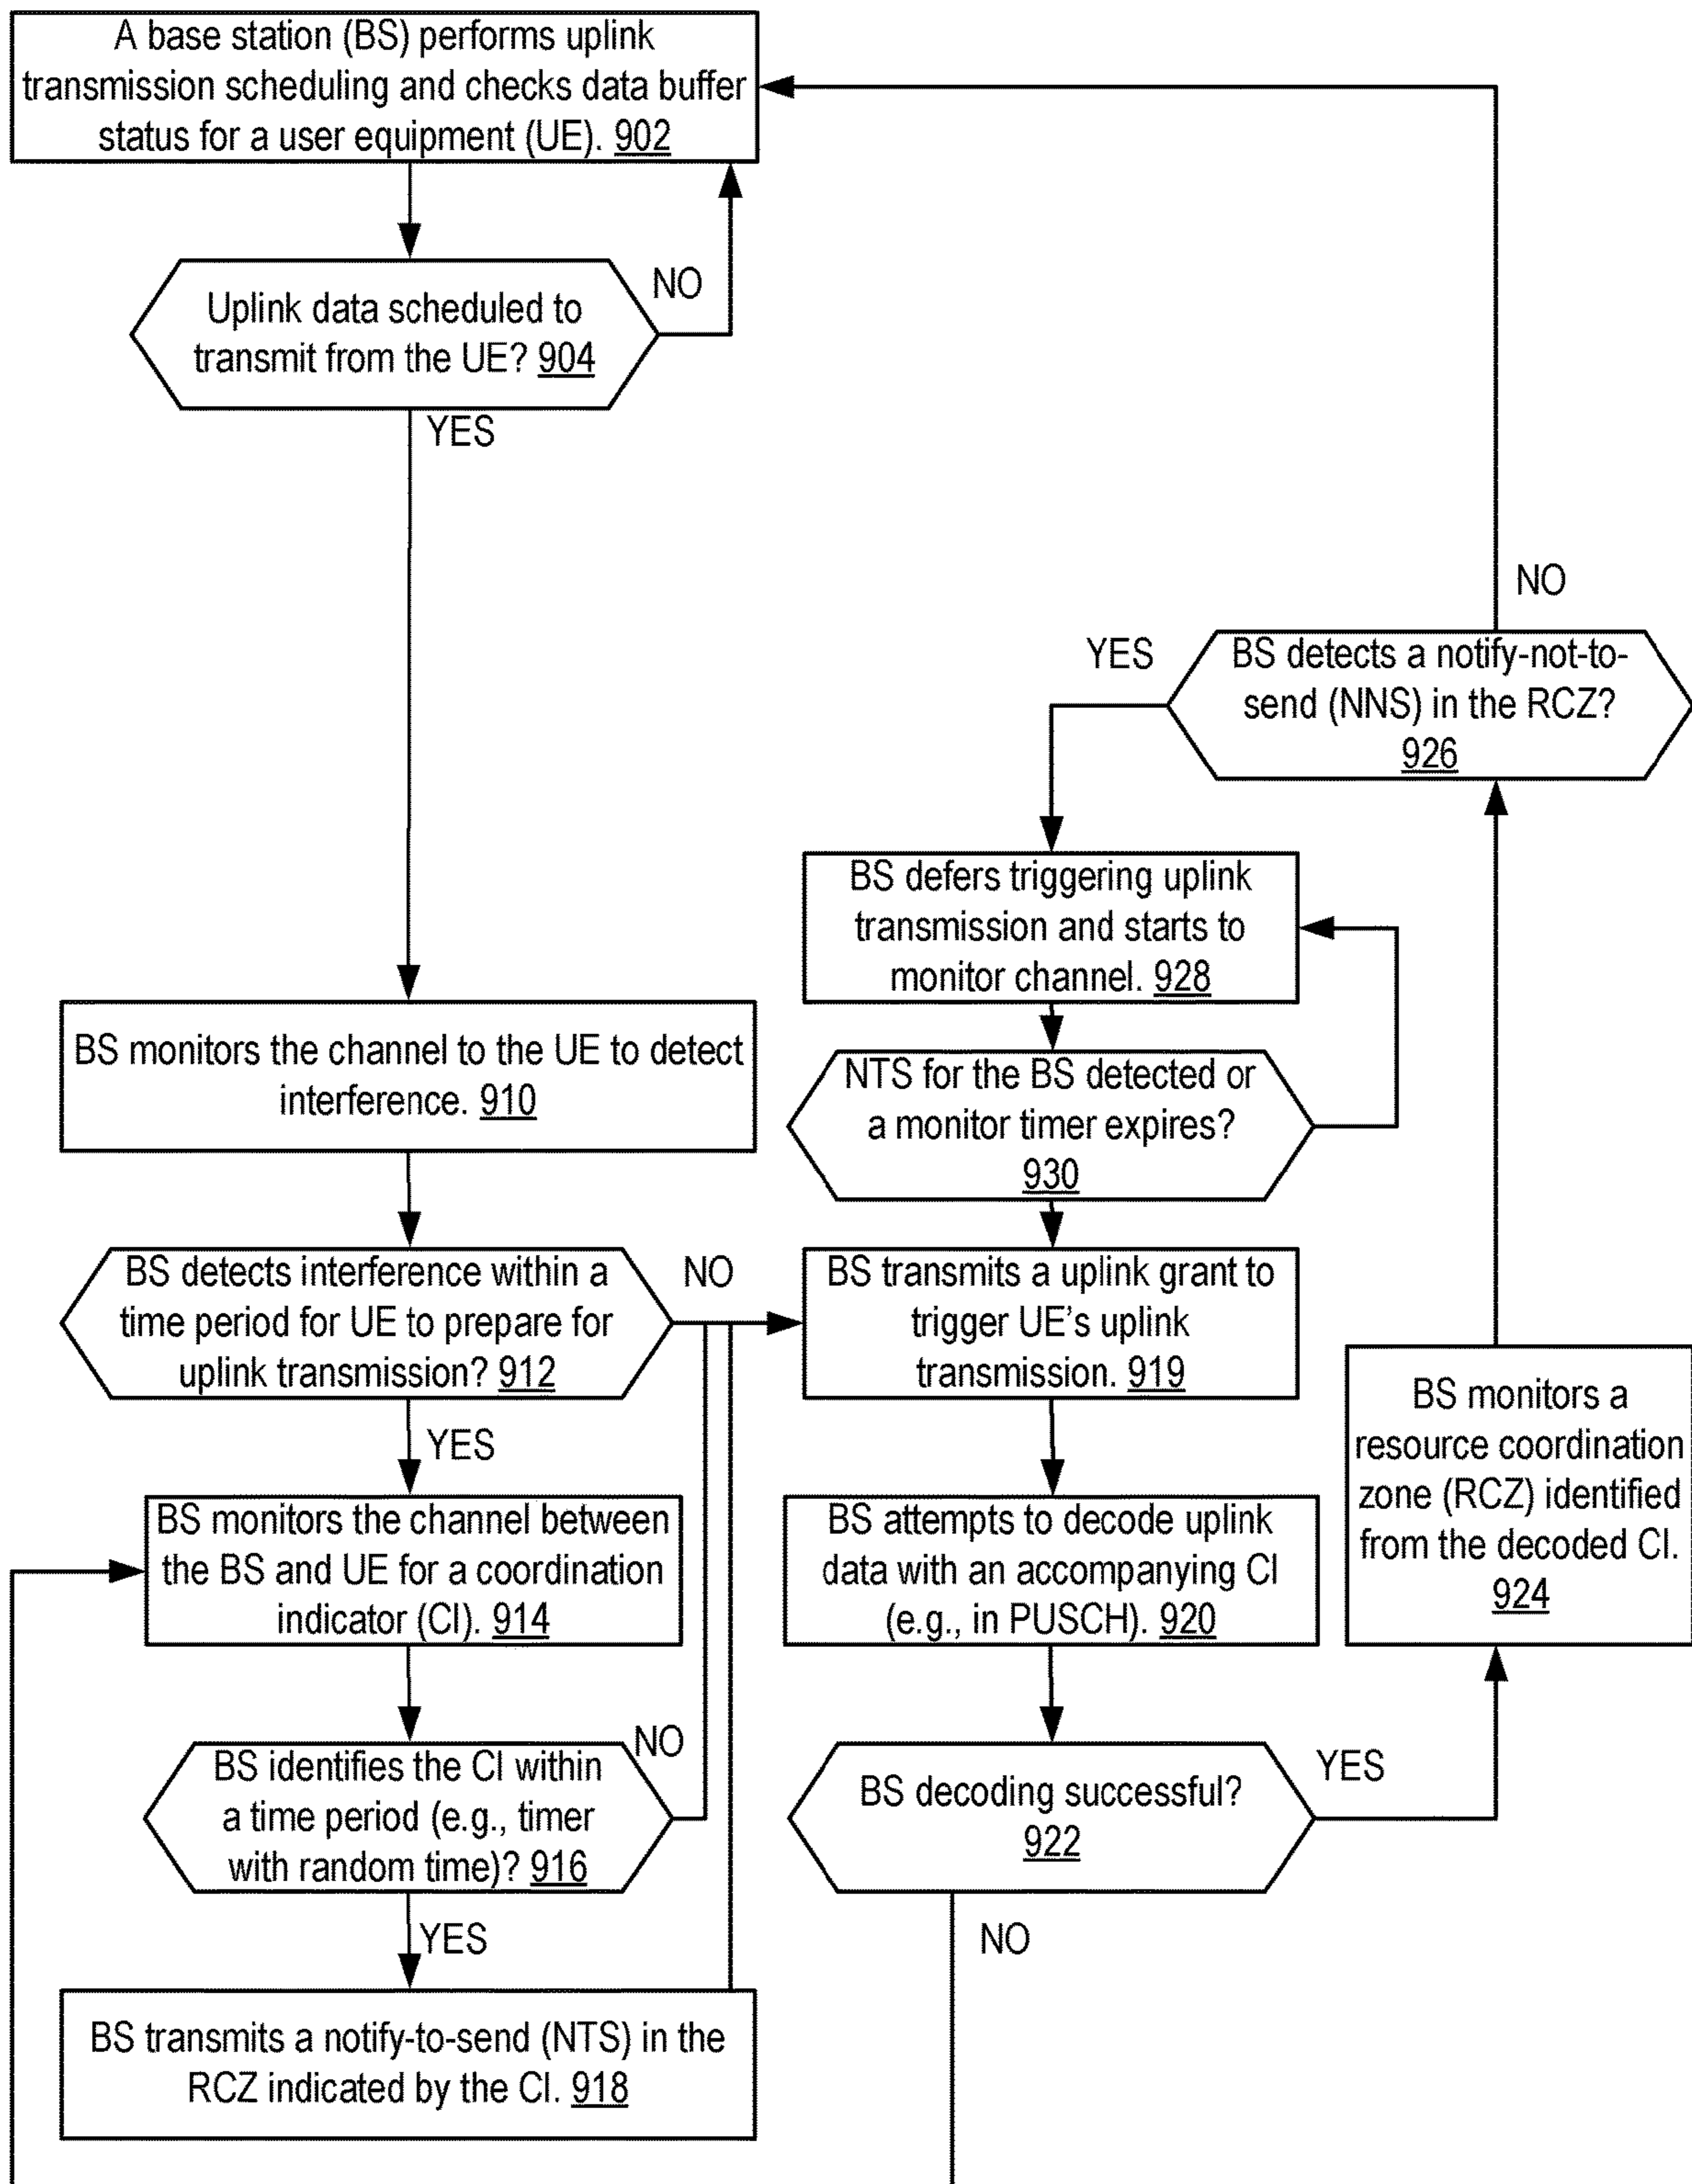 A base station (BS) performs uplink
transmission scheduling and checks data buffer
status for a user equipment (UE). 902
NO
Uplink data scheduled to
transmit from the UE? 904
YES
BS monitors the channel to the UE to detect
interference. 910
BS detects interference within a
time period for UE to prepare for
uplink transmission? 912
NO
YES
BS monitors the channel between
the BS and UE for a coordination
indicator (CI). 914
NO
BS identifies the CI within
a time period (e.g., timer
with random time)? 916
YES
BS transmits a notify-to-send (NTS) in the
RCZ indicated by the CI. 918
NO
YES
BS detects a notify-not-to-
send (NNS) in the RCZ?
926
BS defers triggering uplink
transmission and starts to
monitor channel. 928
NTS for the BS detected or
a monitor timer expires?
930
BS transmits a uplink grant to
trigger UE's uplink
transmission. 919
BS attempts to decode uplink
data with an accompanying CI
(e.g., in PUSCH). 920
BS decoding successful?
922
YES
NO
BS monitors a
resource coordination
zone (RCZ) identified
from the decoded CI.
924